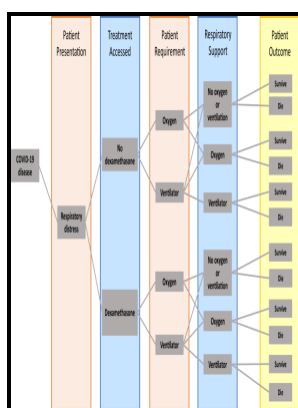 Patient
Presentation
Treatment
Accessed
Patient
Requirement
Respiratory
Support
Patient
Outcome
COVID-19
disease
Respiratory
distress
No
dexamethasone
Dexamethasone
Oxygen
Ventilator
Oxygen
Ventilator
No oxygen
or
ventilation
Oxygen
Ventilator
No oxygen
or
ventilation
Oxygen
Ventilator
Survive
Die
Survive
Die
Survive
Die
Survive
Die
Survive
Die
Survive
Die